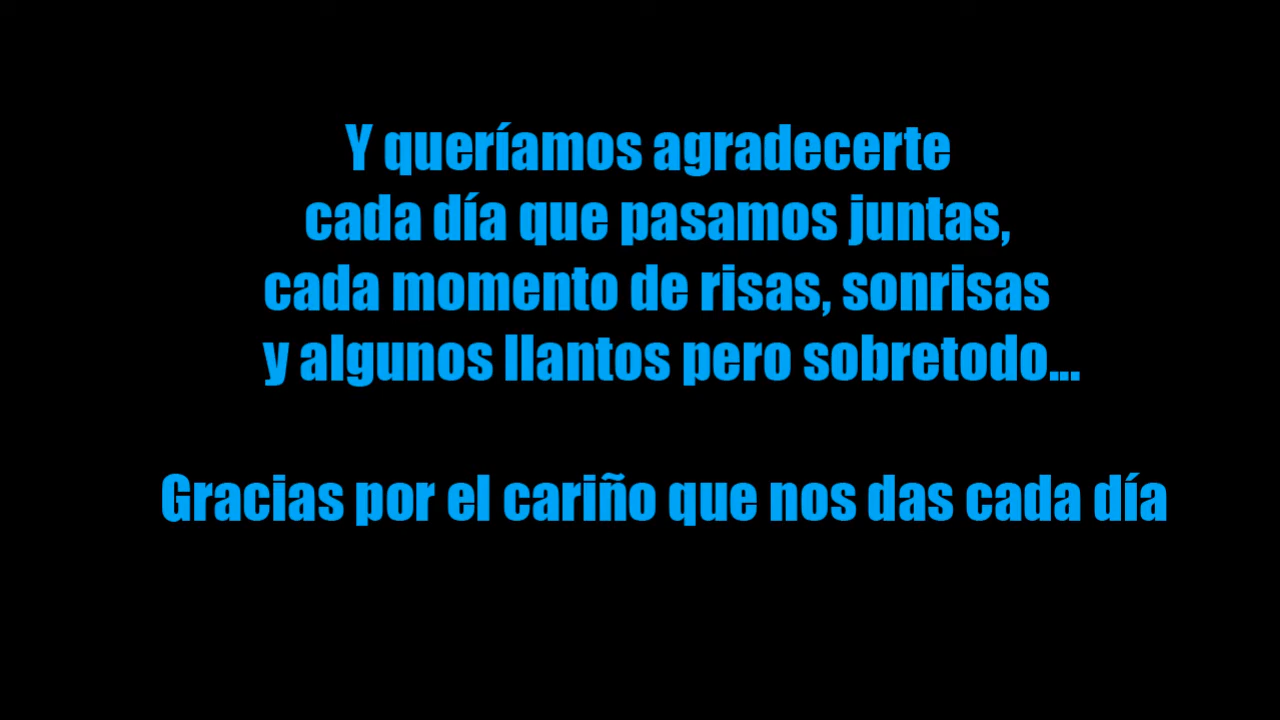 Y queríamos agradecerte
cada día que pasamos juntas,
cada momento de risas, sonrisas
y algunos llantos pero sobretodo...
Gracias por el cariño que nos das cada día